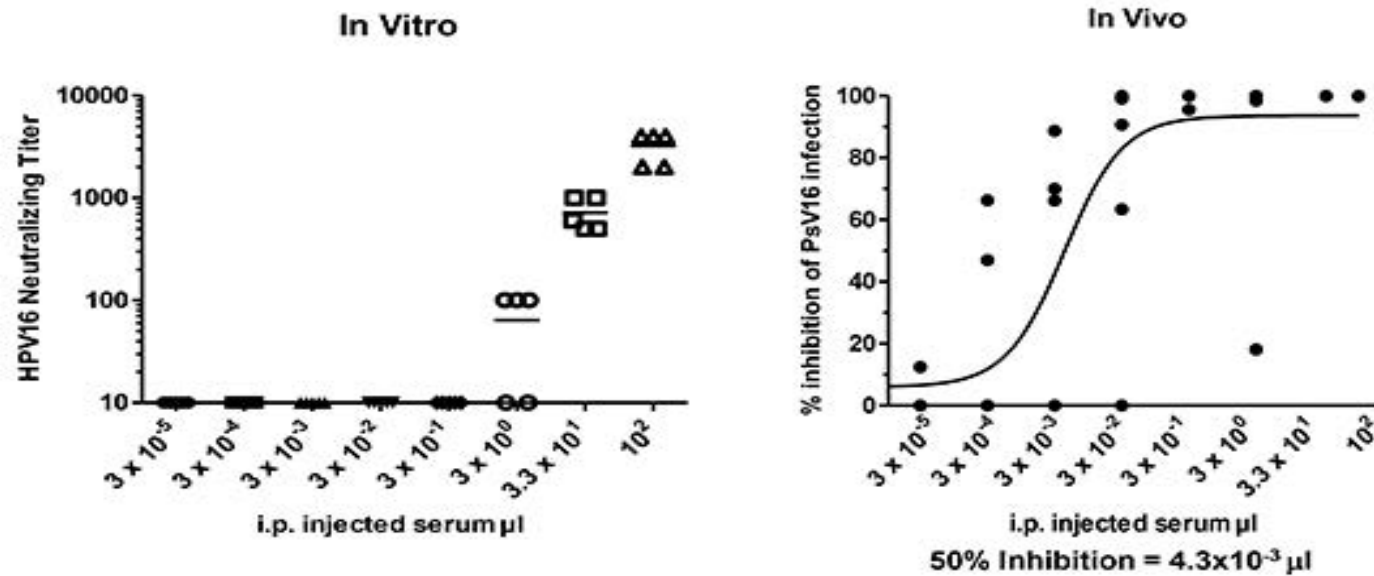 In Vitro
HPV16 Neutralizing Titer
10000
1000
100
10
3 x 10⁻⁵
3 x 10⁻⁴
3 x 10⁻³
3 x 10⁻²
3 x 10⁻¹
3 x 10⁰
3.3 x 10¹
10²
i.p. injected serum µl
In Vivo
% inhibition of PsV16 infection
100
80
60
40
20
0
3 x 10⁻⁵
3 x 10⁻⁴
3 x 10⁻³
3 x 10⁻²
3 x 10⁻¹
3 x 10⁰
3.3 x 10¹
10²
i.p. injected serum µl
50% Inhibition = 4.3x10⁻³ µl